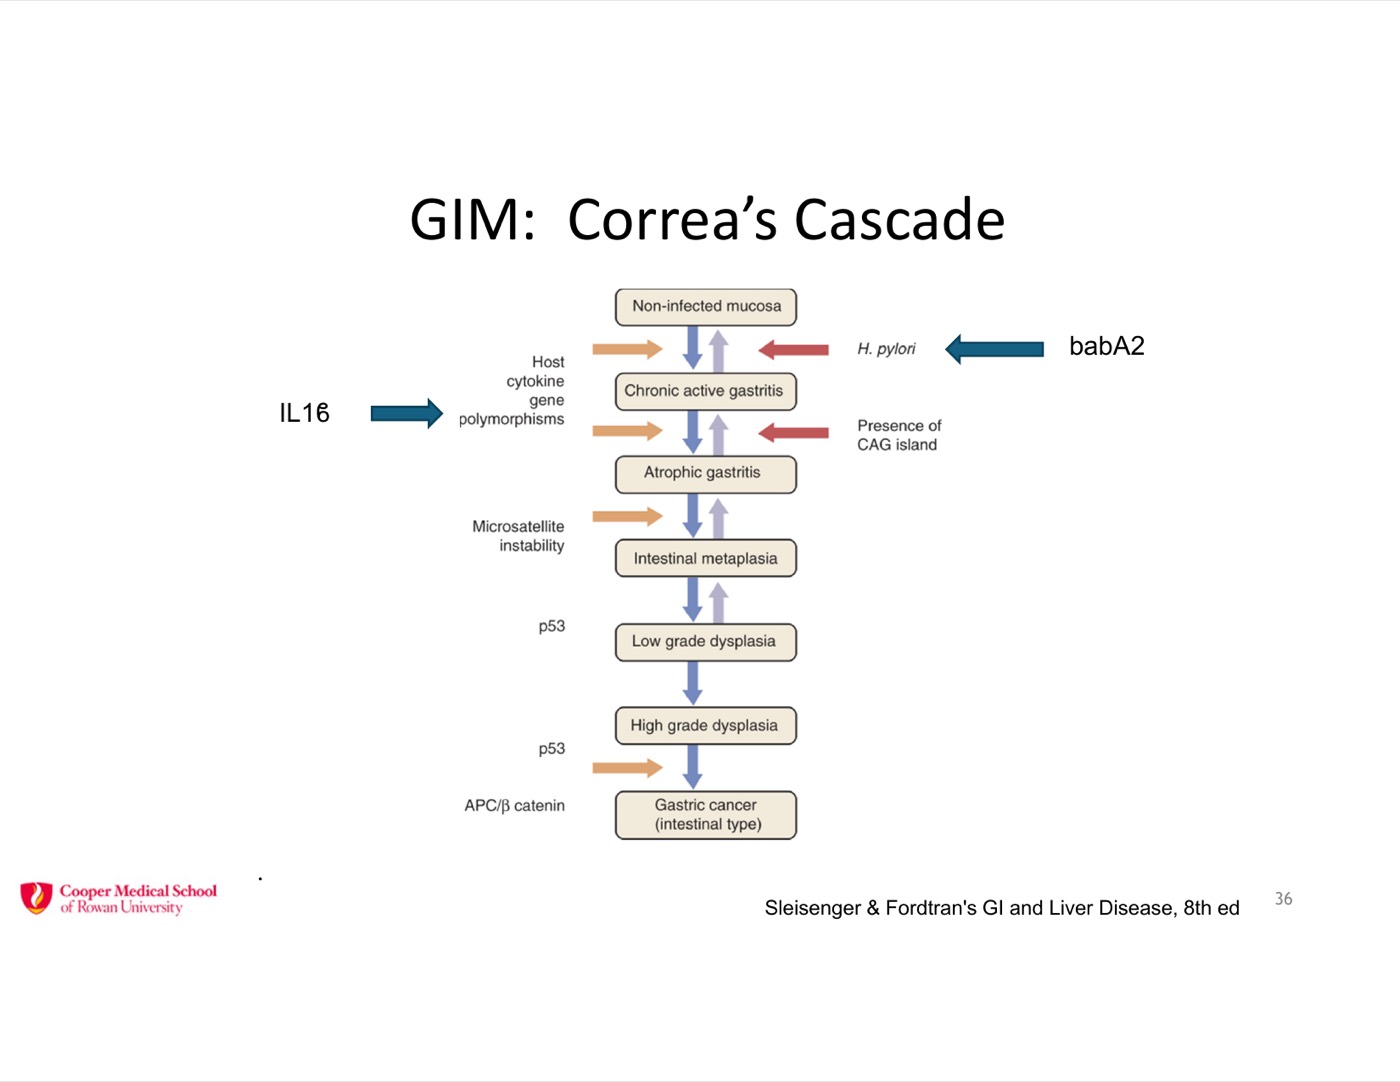 GIM:  Correa’s Cascade
Non-infected mucosa
Host
cytokine
gene
polymorphisms
H. pylori
babA2
Chronic active gastritis
IL16
Presence of
CAG island
Atrophic gastritis
Microsatellite
instability
Intestinal metaplasia
p53
Low grade dysplasia
High grade dysplasia
p53
APC/β catenin
Gastric cancer
(intestinal type)
.
Cooper Medical School
of Rowan University
Sleisenger & Fordtran's GI and Liver Disease, 8th ed
36